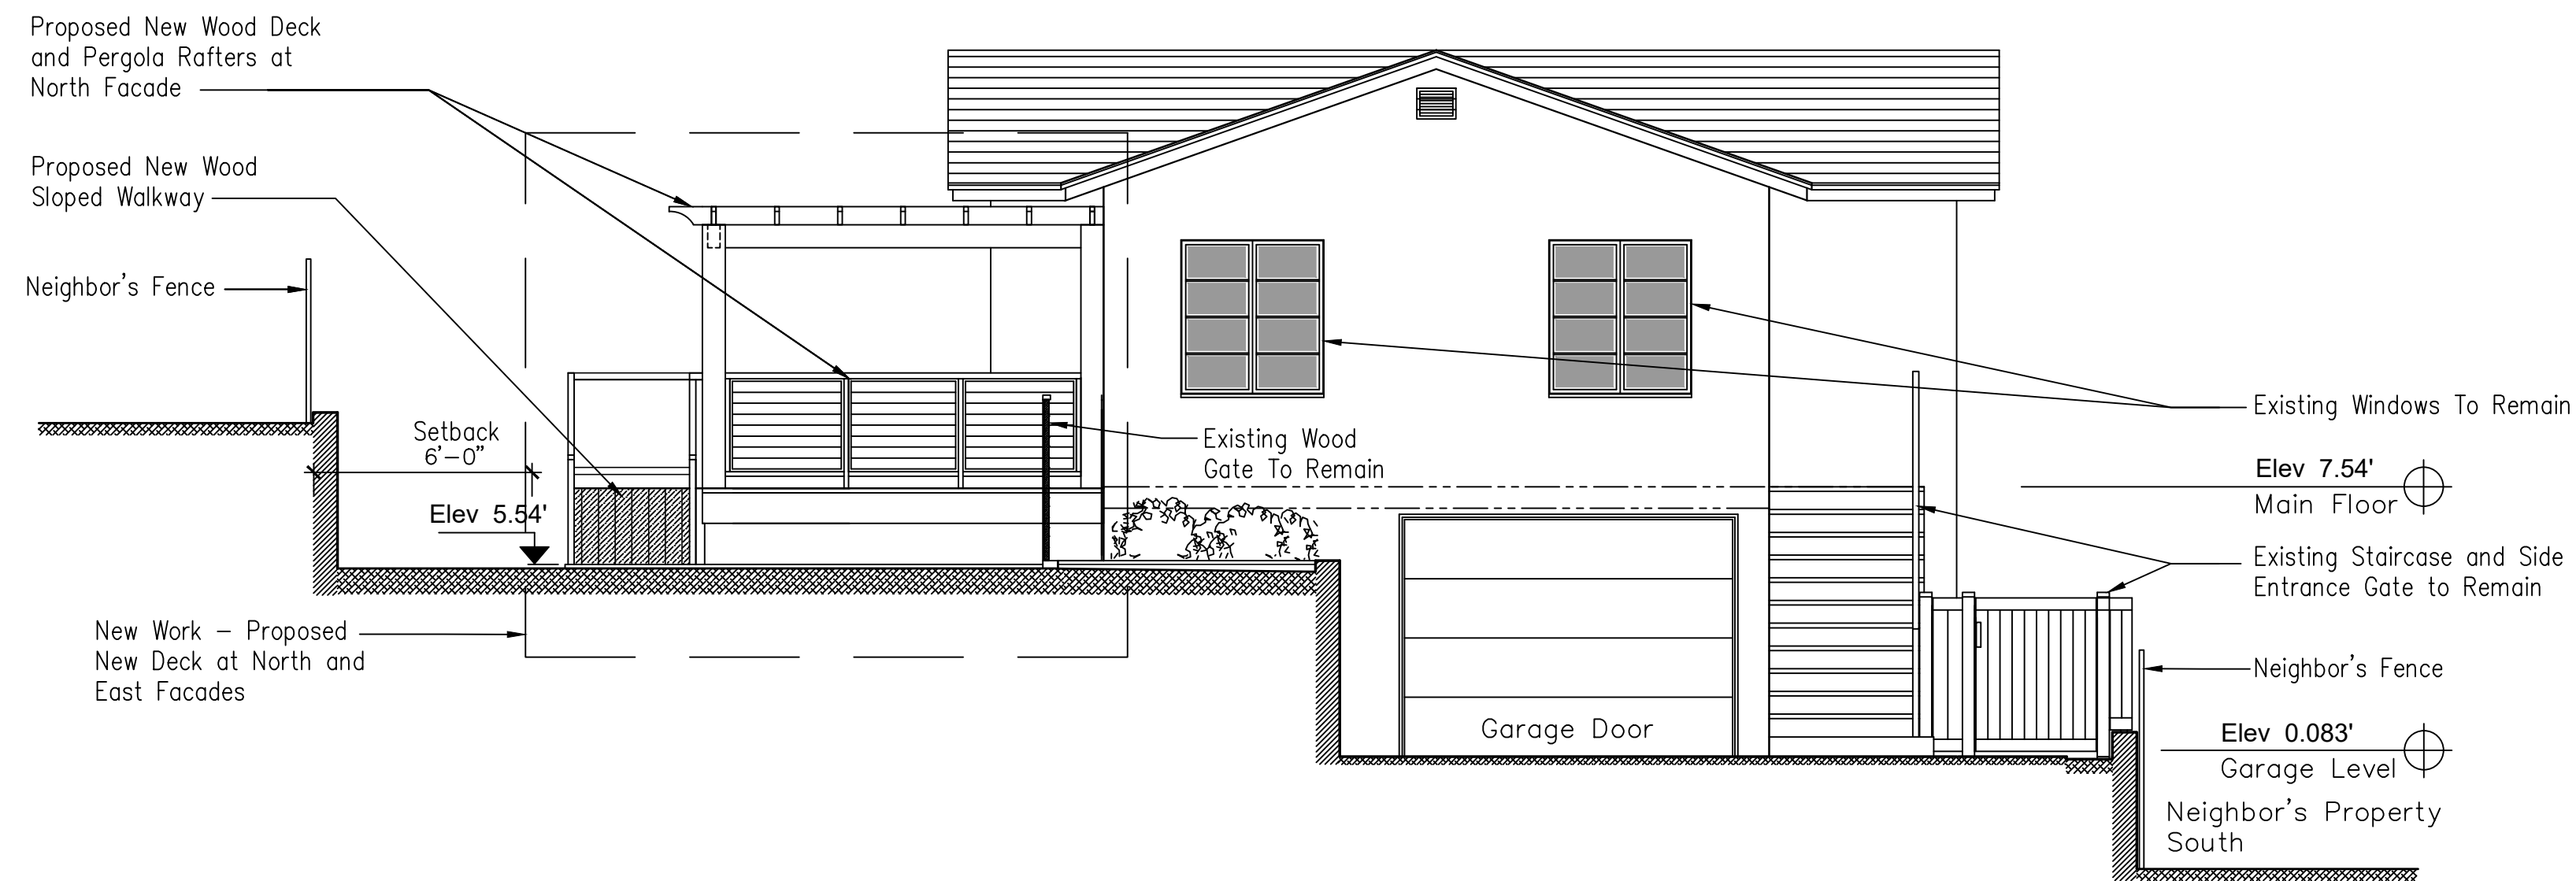 Proposed New Wood Deck
and Pergola Rafters at
North Facade
Proposed New Wood
Sloped Walkway
Neighbor's Fence
Setback
6'-0"
Elev 5.54'
New Work - Proposed
New Deck at North and
East Facades
Existing Wood
Gate To Remain
Garage Door
Existing Windows To Remain
Elev 7.54'
Main Floor
Existing Staircase and Side
Entrance Gate to Remain
Neighbor's Fence
Elev 0.083'
Garage Level
Neighbor's Property
South